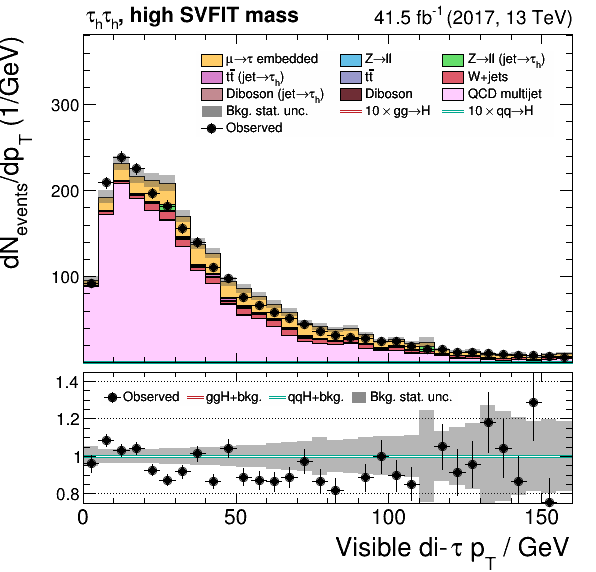 τhτh, high SVFIT mass 41.5 fb-1 (2017, 13 TeV)
μ→τ embedded Z→ll Z→ll (jet→τh)
tt̄ (jet→τh) tt̄ W+jets
Diboson (jet→τh) Diboson QCD multijet
Bkg. stat. unc. 10 × gg→H 10 × qq→H
Observed
dNevents/dpT (1/GeV)
300
200
100
Observed ggH+bkg. qqH+bkg. Bkg. stat. unc.
1.4
1.2
1
0.8
0 50 100 150
Visible di-τ pT / GeV